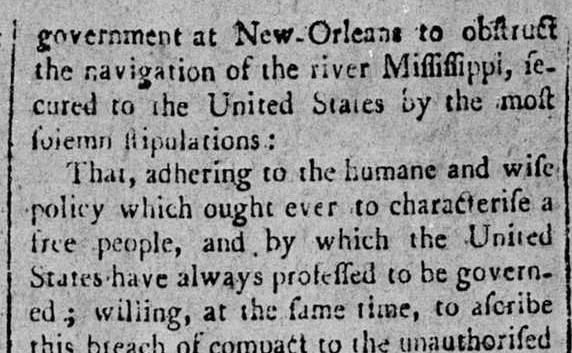 government at New-Orleans to obſtruct
the navigation of the river Miſſiſſippi, ſe-
cured to the United States by the moſt
ſolemn ſtipulations:
That, adhering to the humane and wiſe
policy which ought ever to characteriſe a
free people, and by which the United
States have always profeſſed to be govern-
ed; willing, at the ſame time, to aſcribe
this breach of compact to the unauthoriſed